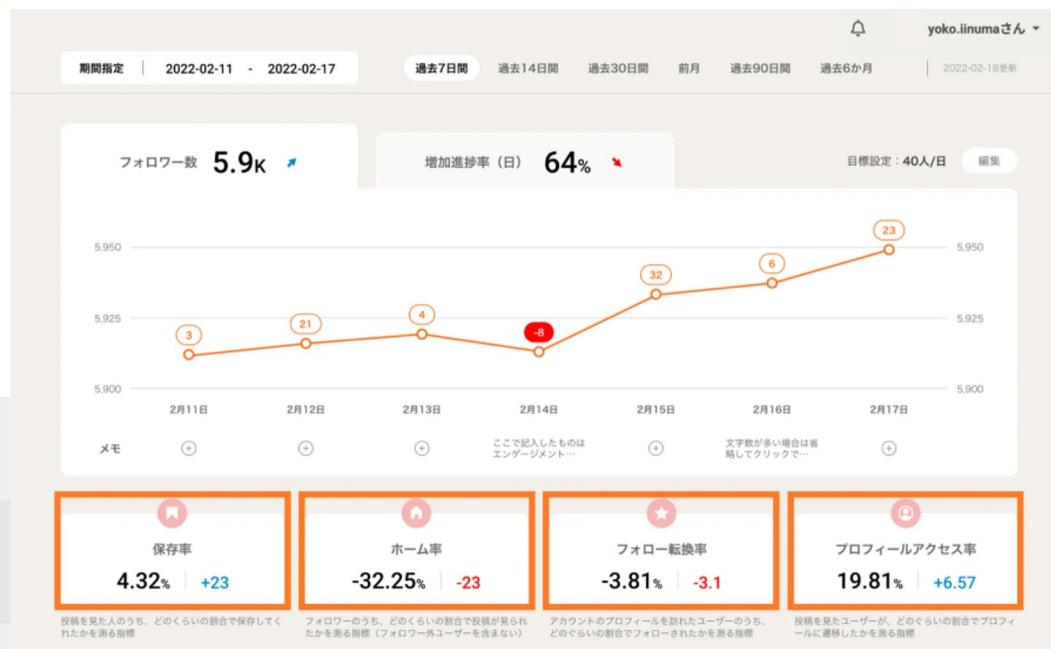 yoko.iinumaさん
期間指定 2022-02-11 - 2022-02-17 過去7日間 過去14日間 過去30日間 前月 過去90日間 過去6か月 2022-02-18更新
フォロワー数 5.9K 増加進捗率（日） 64% 目標設定：40人/日 編集
23
5,950 5,950
6
32
4
21
5,925 5,925
3
-8
5,900 5,900
2月11日 2月12日 2月13日 2月14日 2月15日 2月16日 2月17日
メモ
ここで記入したものは
エンゲージメント…
文字数が多い場合は省
略してクリックで…
保存率
4.32% +23
投稿を見た人のうち、どのくらいの割合で保存してく
れたかを測る指標
ホーム率
-32.25% -23
フォロワーのうち、どのくらいの割合で投稿が見られ
たかを測る指標（フォロワー外ユーザーを含まない）
フォロー転換率
-3.81% -3.1
アカウントのプロフィールを訪れたユーザーのうち、
どのぐらいの割合でフォローされたかを測る指標
プロフィールアクセス率
19.81% +6.57
投稿を見たユーザーが、どのぐらいの割合でプロフィ
ールに遷移したかを測る指標